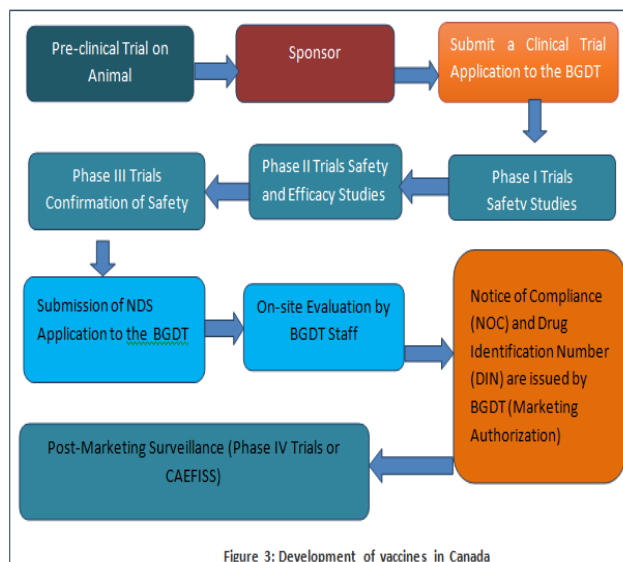 Pre-clinical Trial on
Animal
Sponsor
Submit a Clinical Trial
Application to the BGDT
Phase I Trials
Safety Studies
Phase II Trials Safety
and Efficacy Studies
Phase III Trials
Confirmation of Safety
Submission of NDS
Application to the BGDT
On-site Evaluation by
BGDT Staff
Notice of Compliance
(NOC) and Drug
Identification Number
(DIN) are issued by
BGDT (Marketing
Authorization)
Post-Marketing Surveillance (Phase IV Trials or
CAEFISS)
Figure 3: Development of vaccines in Canada